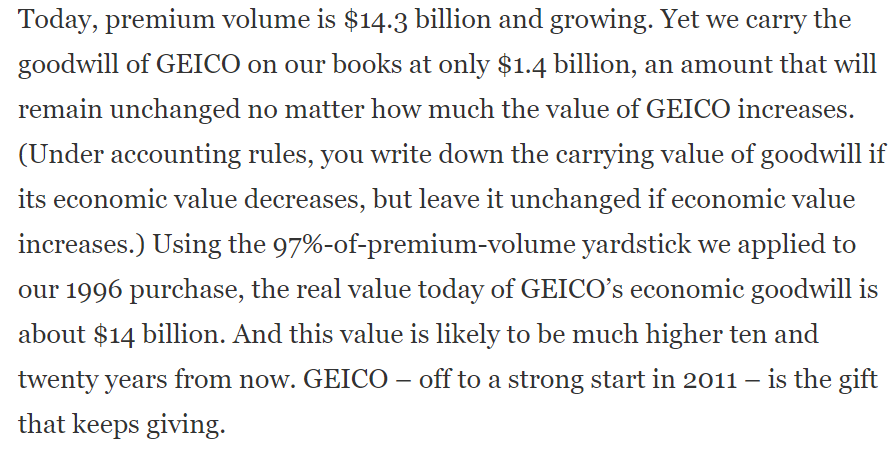 Today, premium volume is $14.3 billion and growing. Yet we carry the
goodwill of GEICO on our books at only $1.4 billion, an amount that will
remain unchanged no matter how much the value of GEICO increases.
(Under accounting rules, you write down the carrying value of goodwill if
its economic value decreases, but leave it unchanged if economic value
increases.) Using the 97%-of-premium-volume yardstick we applied to
our 1996 purchase, the real value today of GEICO’s economic goodwill is
about $14 billion. And this value is likely to be much higher ten and
twenty years from now. GEICO – off to a strong start in 2011 – is the gift
that keeps giving.